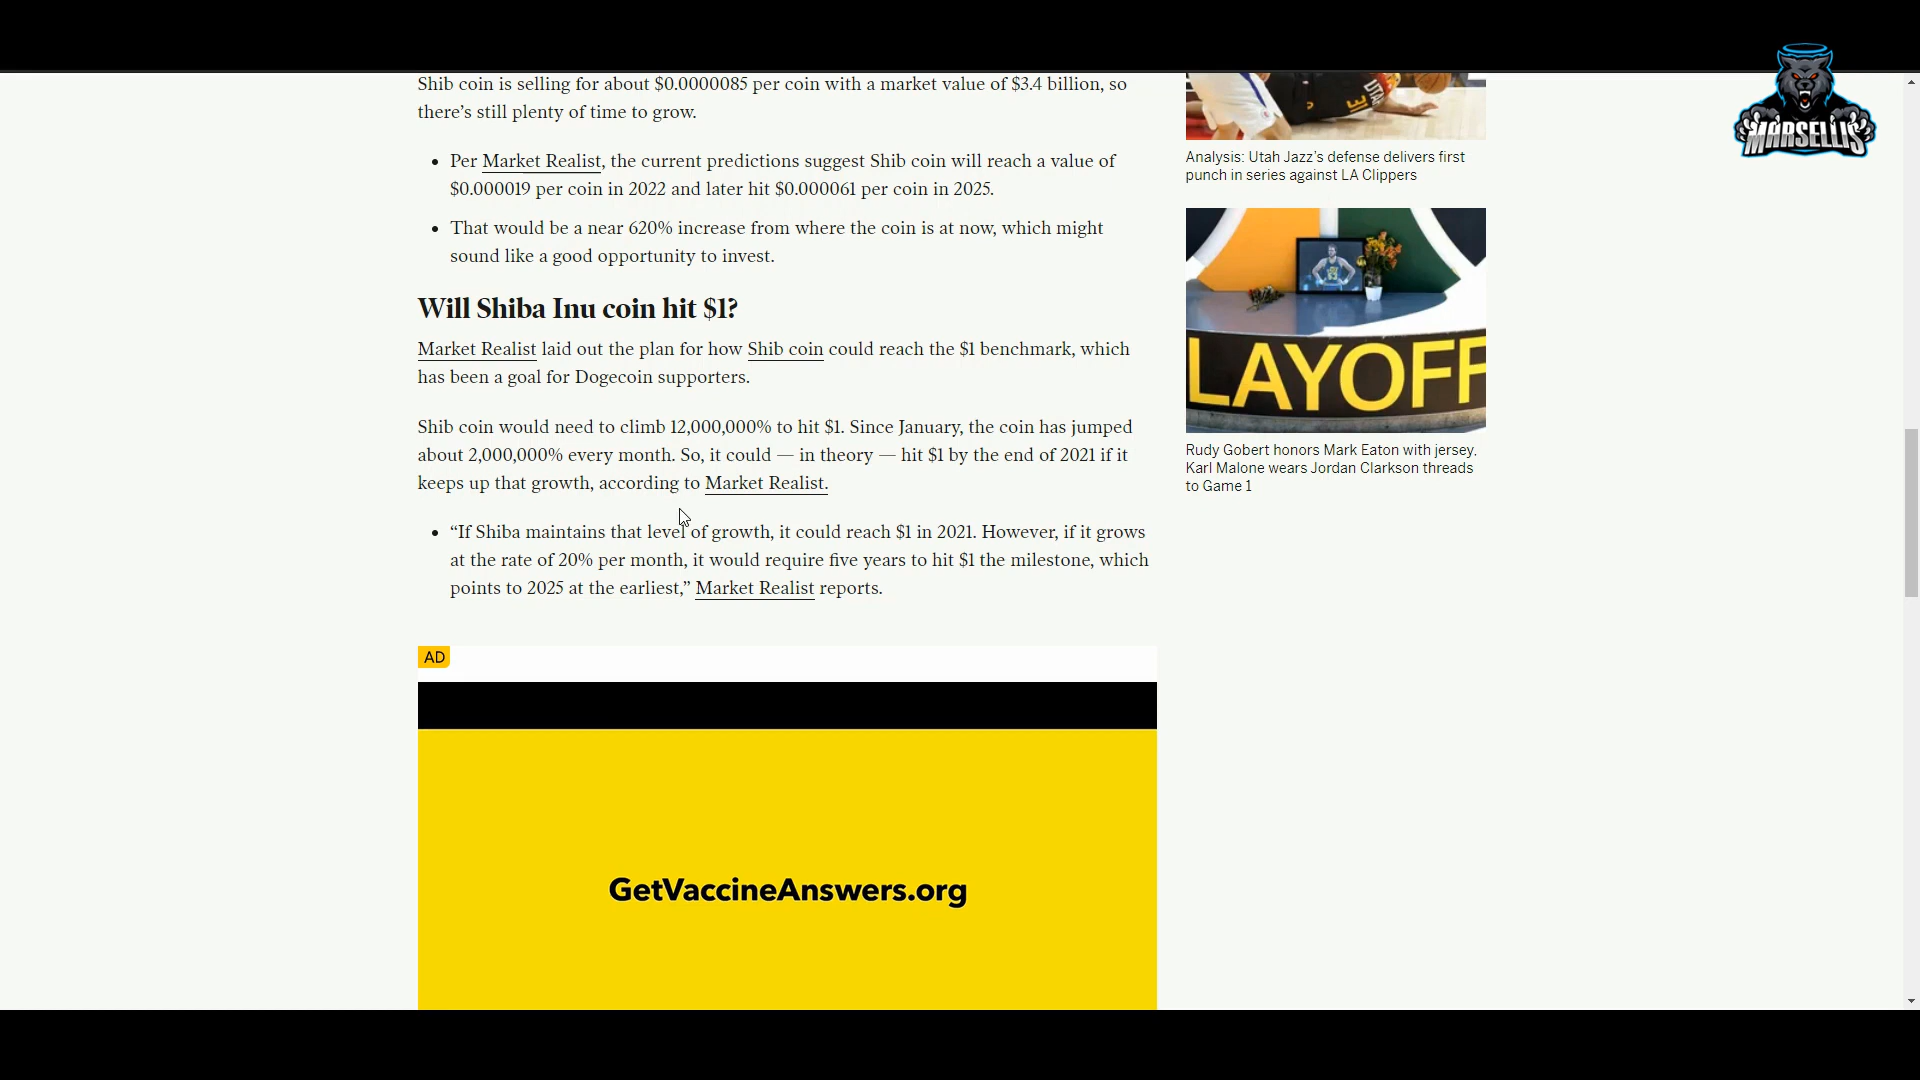 Shib coin is selling for about $0.0000085 per coin with a market value of $3.4 billion, so
there’s still plenty of time to grow.
Per Market Realist, the current predictions suggest Shib coin will reach a value of
$0.000019 per coin in 2022 and later hit $0.000061 per coin in 2025.
That would be a near 620% increase from where the coin is at now, which might
sound like a good opportunity to invest.
Will Shiba Inu coin hit $1?
Market Realist laid out the plan for how Shib coin could reach the $1 benchmark, which
has been a goal for Dogecoin supporters.
Shib coin would need to climb 12,000,000% to hit $1. Since January, the coin has jumped
about 2,000,000% every month. So, it could — in theory — hit $1 by the end of 2021 if it
keeps up that growth, according to Market Realist.
“If Shiba maintains that level of growth, it could reach $1 in 2021. However, if it grows
at the rate of 20% per month, it would require five years to hit $1 the milestone, which
points to 2025 at the earliest,” Market Realist reports.
AD
GetVaccineAnswers.org
UTAH
Analysis: Utah Jazz’s defense delivers first
punch in series against LA Clippers
LAYOFF
Rudy Gobert honors Mark Eaton with jersey,
Karl Malone wears Jordan Clarkson threads
to Game 1
MARSELLIS